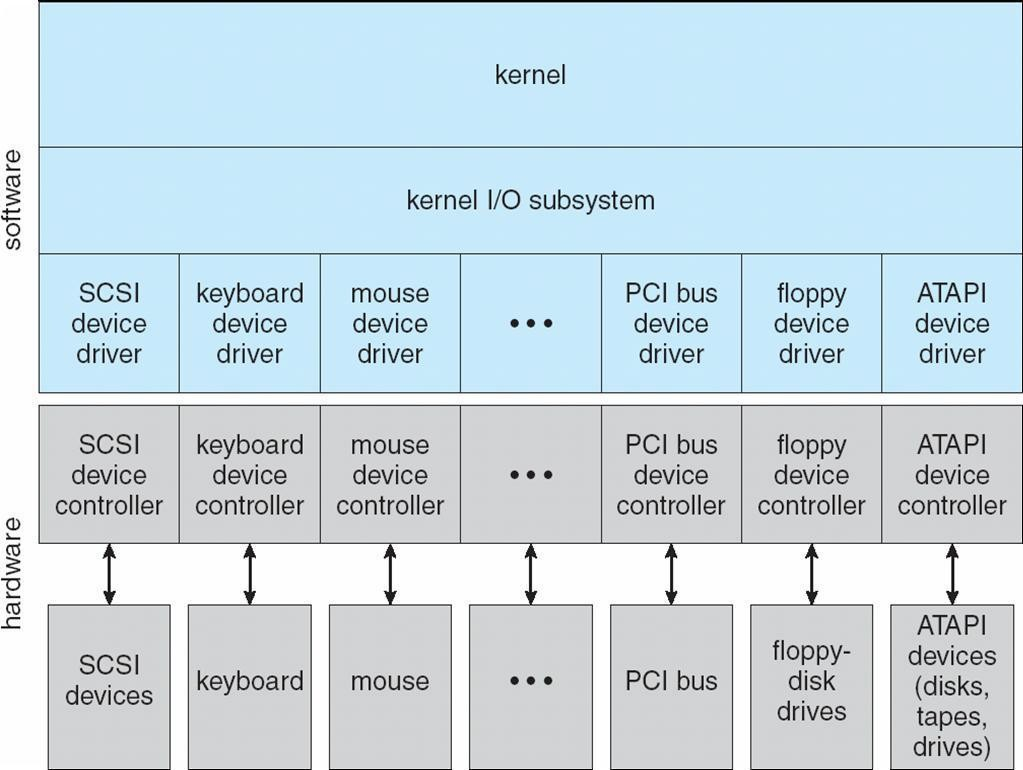 software
kernel
kernel I/O subsystem
SCSI
device
driver
keyboard
device
driver
mouse
device
driver
•••
PCI bus
device
driver
floppy
device
driver
ATAPI
device
driver
hardware
SCSI
device
controller
keyboard
device
controller
mouse
device
controller
•••
PCI bus
device
controller
floppy
device
controller
ATAPI
device
controller
SCSI
devices
keyboard
mouse
•••
PCI bus
floppy-
disk
drives
ATAPI
devices
(disks,
tapes,
drives)